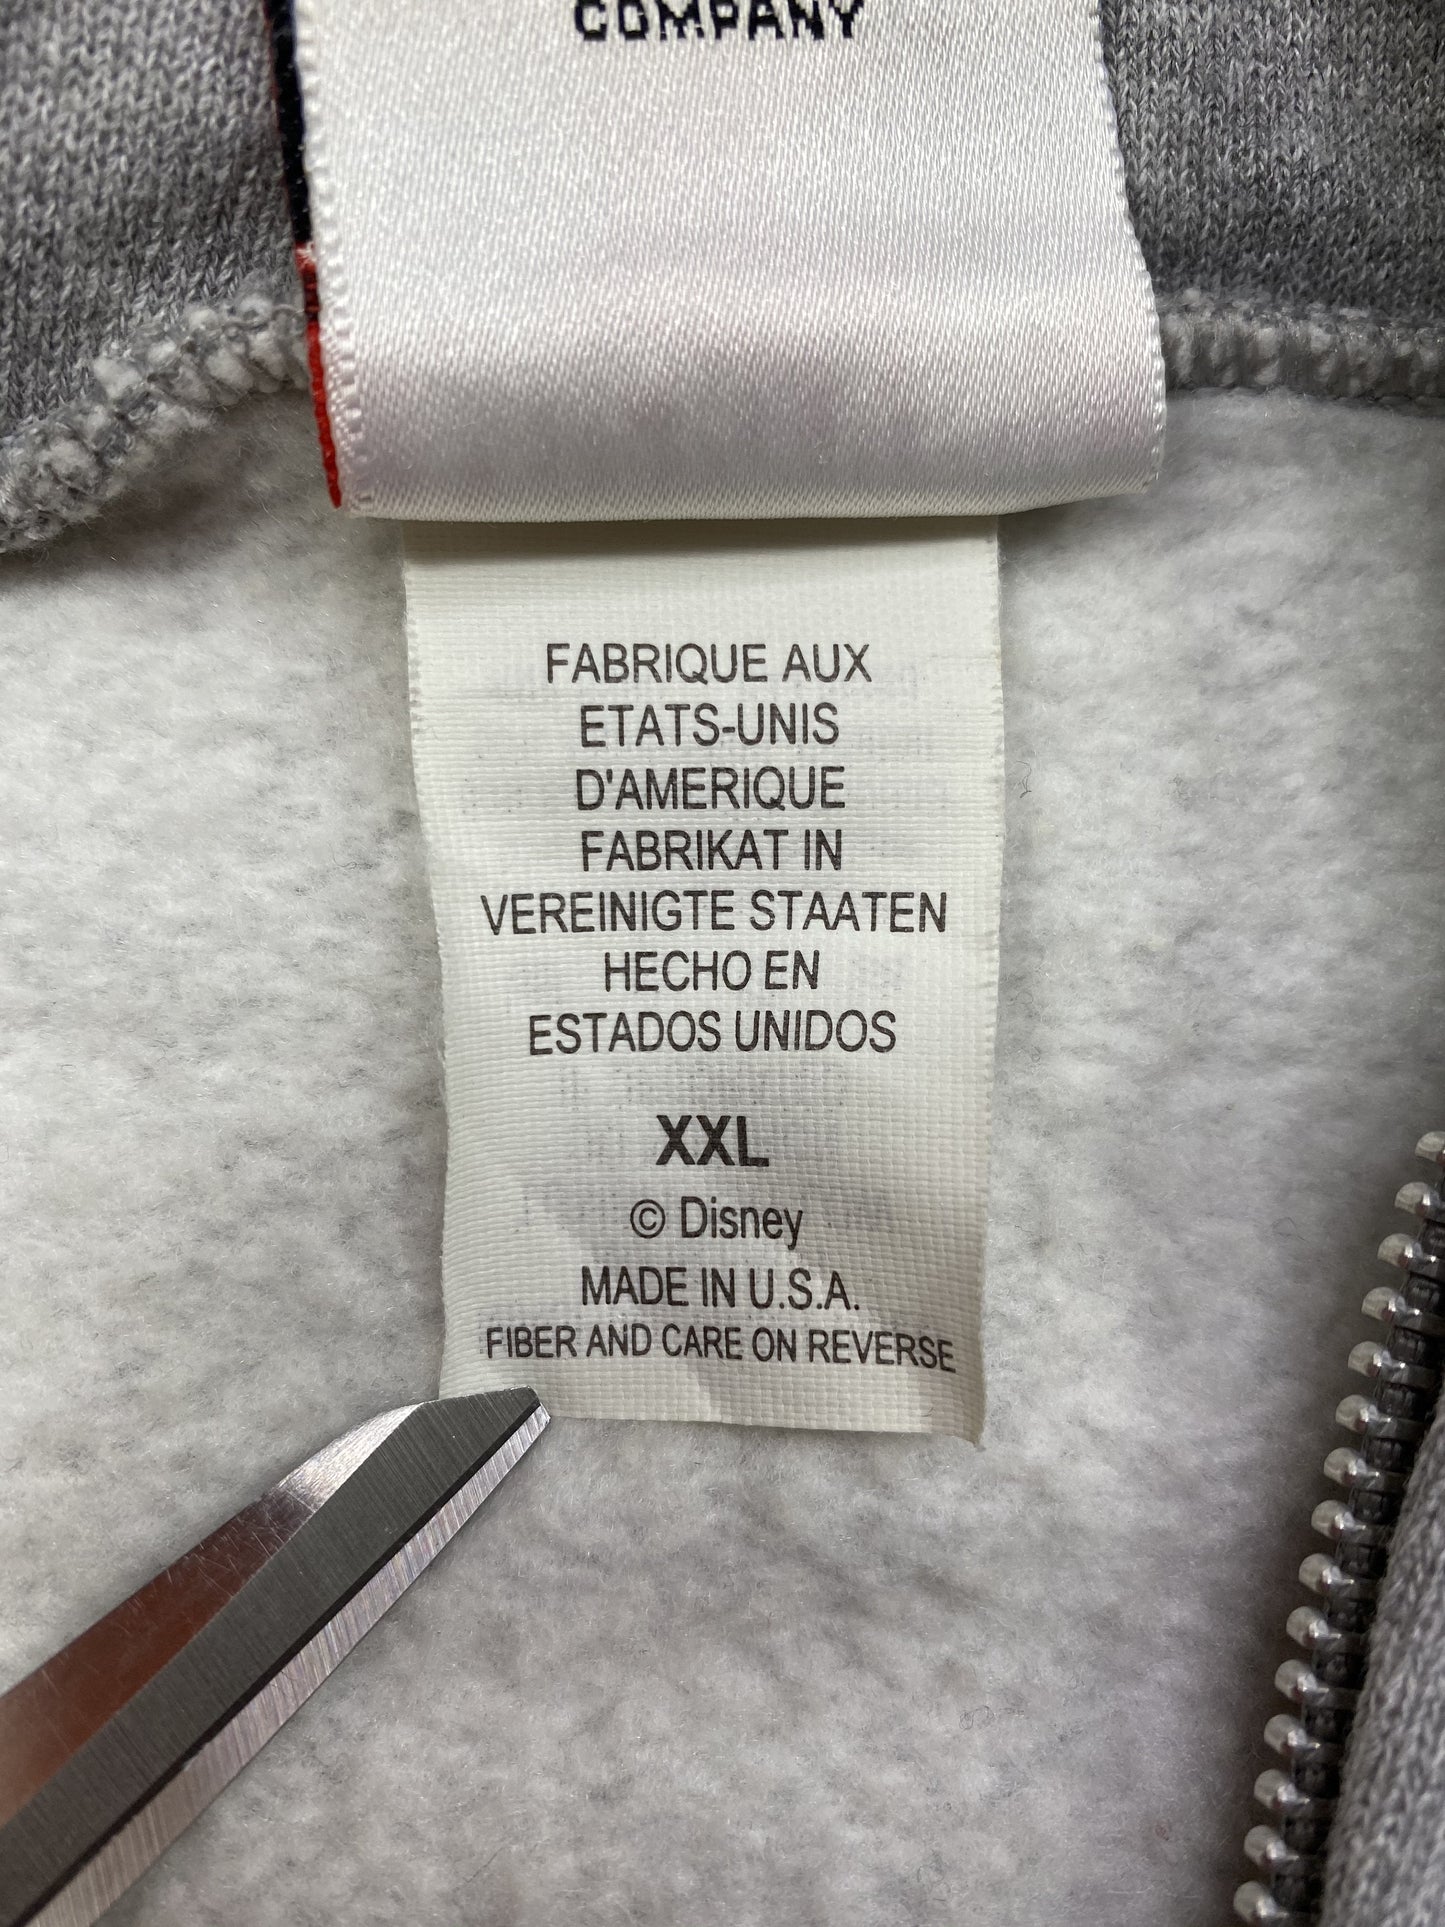 COMPANY
FABRIQUE AUX
ETATS-UNIS
D'AMERIQUE
FABRIKAT IN
VEREINIGTE STAATEN
HECHO EN
ESTADOS UNIDOS
XXL
© Disney
MADE IN U.S.A.
FIBER AND CARE ON REVERSE